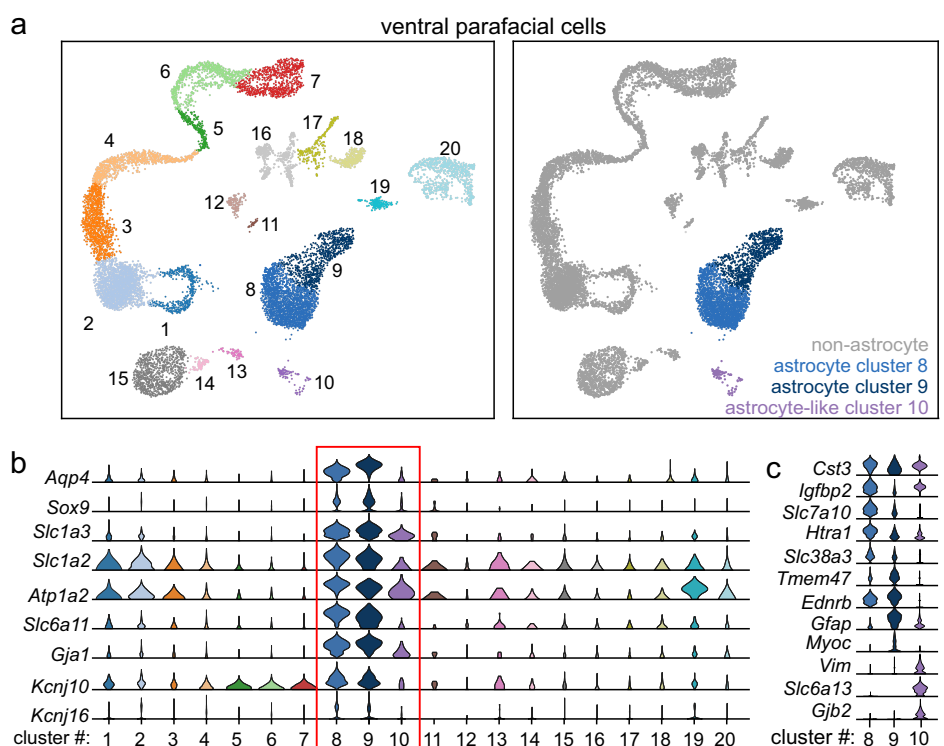 a
ventral parafacial cells
6
7
5
4
16
17
18
20
12
11
19
3
8
9
2
1
15
14
13
10
non-astrocyte
astrocyte cluster 8
astrocyte cluster 9
astrocyte-like cluster 10
b
Aqp4
Sox9
Slc1a3
Slc1a2
Atp1a2
Slc6a11
Gja1
Kcnj10
Kcnj16
cluster #: 1 2 3 4 5 6 7 8 9 10 11 12 13 14 15 16 17 18 19 20
c
Cst3
Igfbp2
Slc7a10
Htra1
Slc38a3
Tmem47
Ednrb
Gfap
Myoc
Vim
Slc6a13
Gjb2
cluster #: 8 9 10